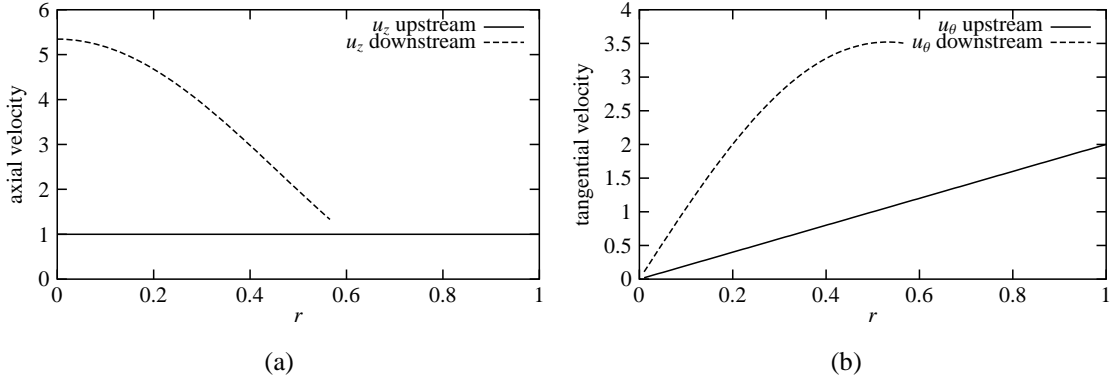 6
5
4
3
2
1
0
axial velocity
u_z upstream
u_z downstream
0 0.2 0.4 0.6 0.8 1
r
(a)
4
3.5
3
2.5
2
1.5
1
0.5
0
tangential velocity
u_θ upstream
u_θ downstream
0 0.2 0.4 0.6 0.8 1
r
(b)